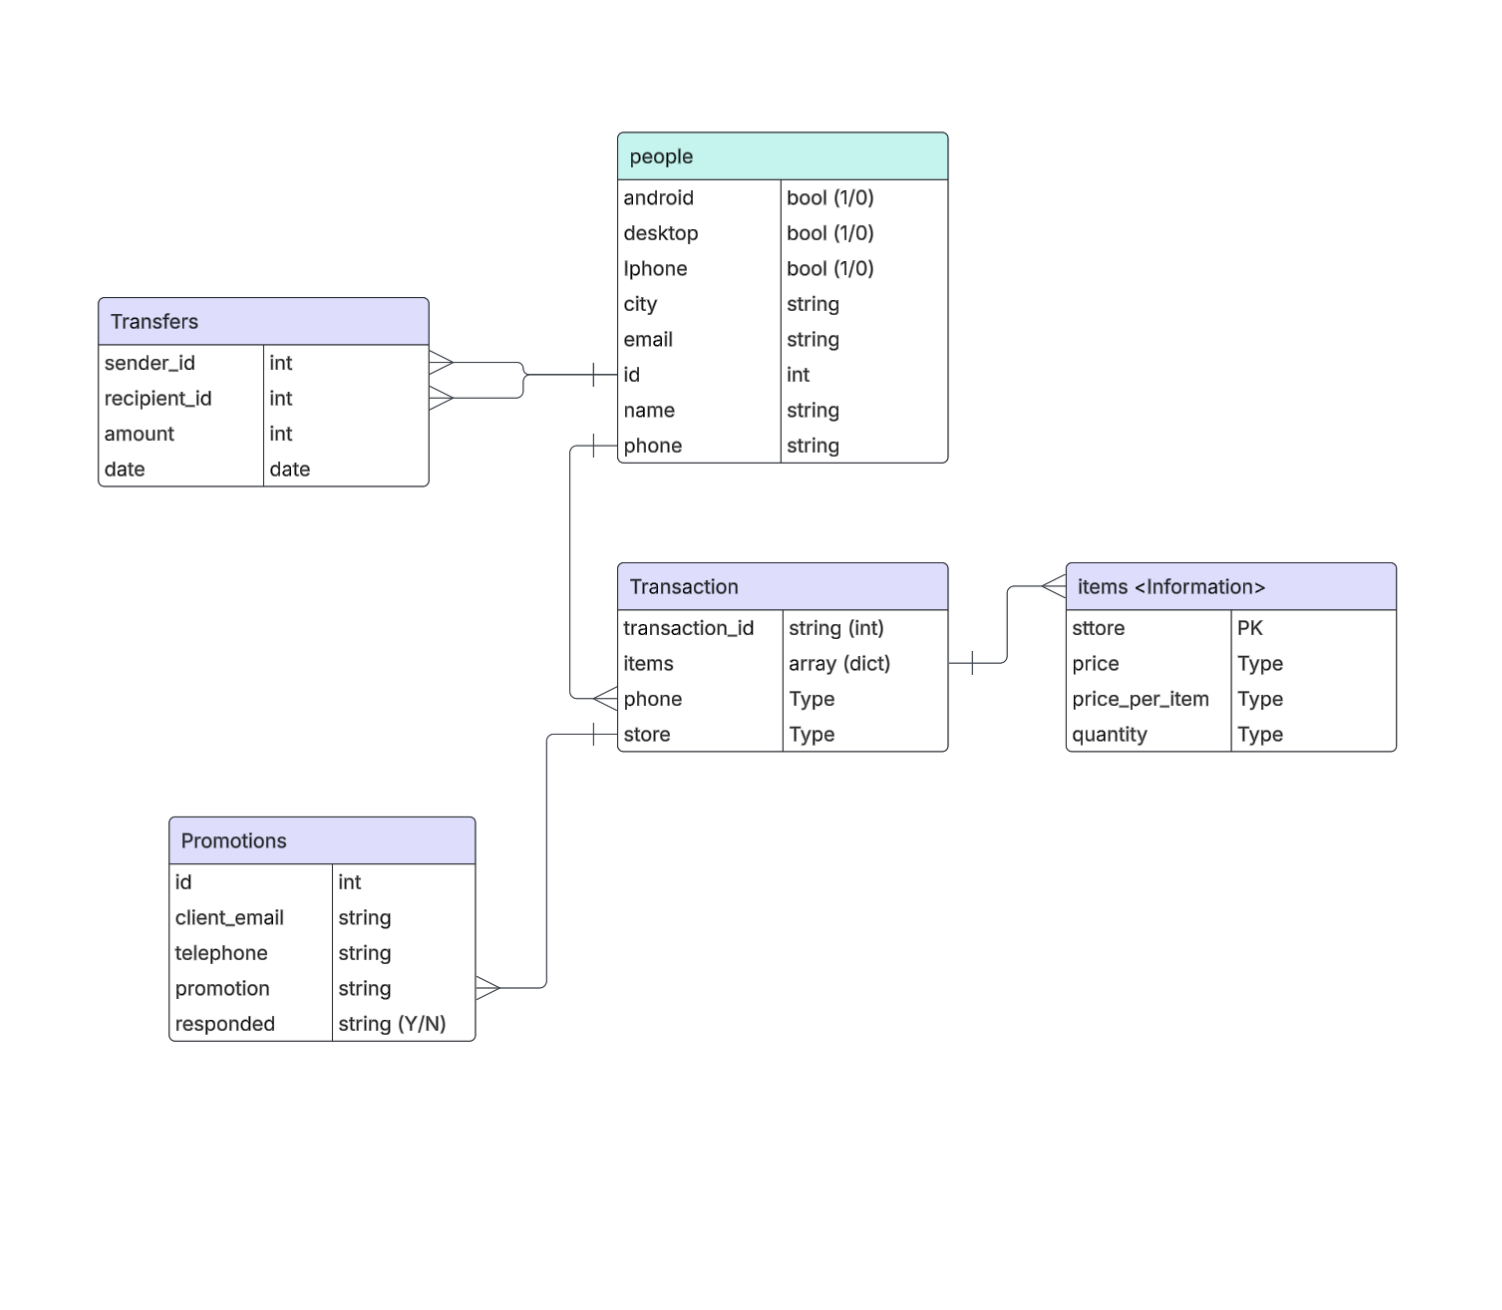 people
android bool (1/0)
desktop bool (1/0)
Iphone bool (1/0)
city string
email string
id int
name string
phone string
Transfers
sender_id int
recipient_id int
amount int
date date
Transaction
transaction_id string (int)
items array (dict)
phone Type
store Type
items <Information>
sttore PK
price Type
price_per_item Type
quantity Type
Promotions
id int
client_email string
telephone string
promotion string
responded string (Y/N)